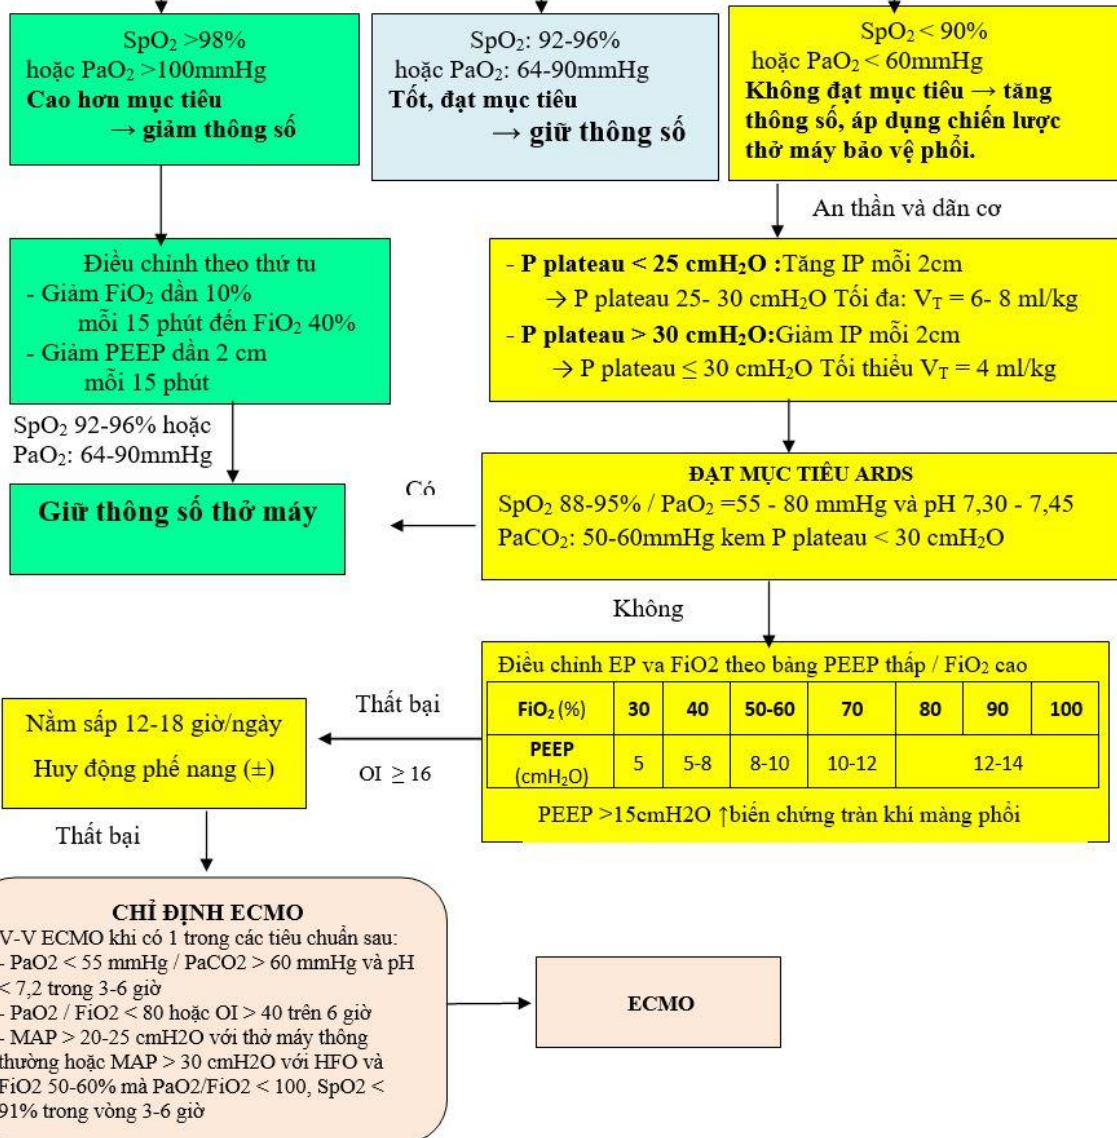 SpO₂ >98%
hoặc PaO₂ >100mmHg
Cao hơn mục tiêu
→ giảm thông số
SpO₂: 92-96%
hoặc PaO₂: 64-90mmHg
Tốt, đạt mục tiêu
→ giữ thông số
SpO₂ < 90%
hoặc PaO₂ < 60mmHg
Không đạt mục tiêu → tăng
thông số, áp dụng chiến lược
thở máy bảo vệ phổi.
An thần và dãn cơ
Điều chỉnh theo thứ tu
- Giảm FiO₂ dần 10%
mỗi 15 phút đến FiO₂ 40%
- Giảm PEEP dần 2 cm
mỗi 15 phút
- P plateau < 25 cmH₂O :Tăng IP mỗi 2cm
→ P plateau 25- 30 cmH₂O Tối đa: V_T = 6- 8 ml/kg
- P plateau > 30 cmH₂O:Giảm IP mỗi 2cm
→ P plateau ≤ 30 cmH₂O Tối thiểu V_T = 4 ml/kg
SpO₂ 92-96% hoặc
PaO₂: 64-90mmHg
Giữ thông số thở máy
Có
ĐẠT MỤC TIÊU ARDS
SpO₂ 88-95% / PaO₂ =55 - 80 mmHg và pH 7,30 - 7,45
PaCO₂: 50-60mmHg kem P plateau < 30 cmH₂O
Không
Điều chỉnh EP va FiO2 theo bảng PEEP thấp / FiO₂ cao
FiO₂ (%) 30 40 50-60 70 80 90 100
PEEP
(cmH₂O) 5 5-8 8-10 10-12 12-14
PEEP >15cmH2O ↑biến chứng tràn khí màng phổi
Thất bại
OI ≥ 16
Nằm sấp 12-18 giờ/ngày
Huy động phế nang (±)
Thất bại
CHỈ ĐỊNH ECMO
V-V ECMO khi có 1 trong các tiêu chuẩn sau:
- PaO2 < 55 mmHg / PaCO2 > 60 mmHg và pH
< 7,2 trong 3-6 giờ
- PaO2 / FiO2 < 80 hoặc OI > 40 trên 6 giờ
- MAP > 20-25 cmH2O với thở máy thông
thường hoặc MAP > 30 cmH2O với HFO và
FiO2 50-60% mà PaO2/FiO2 < 100, SpO2 <
91% trong vòng 3-6 giờ
ECMO